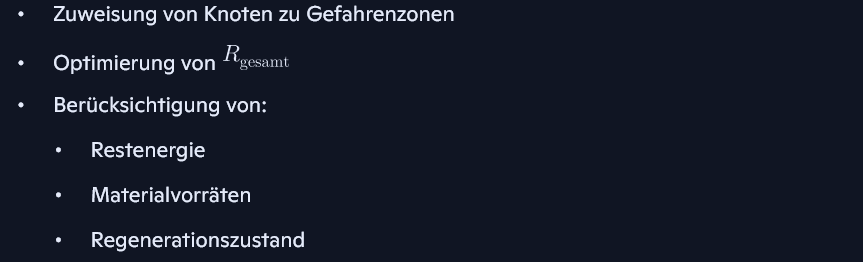 • Zuweisung von Knoten zu Gefahrenzonen
• Optimierung von R_gesamt
• Berücksichtigung von:
• Restenergie
• Materialvorräten
• Regenerationszustand